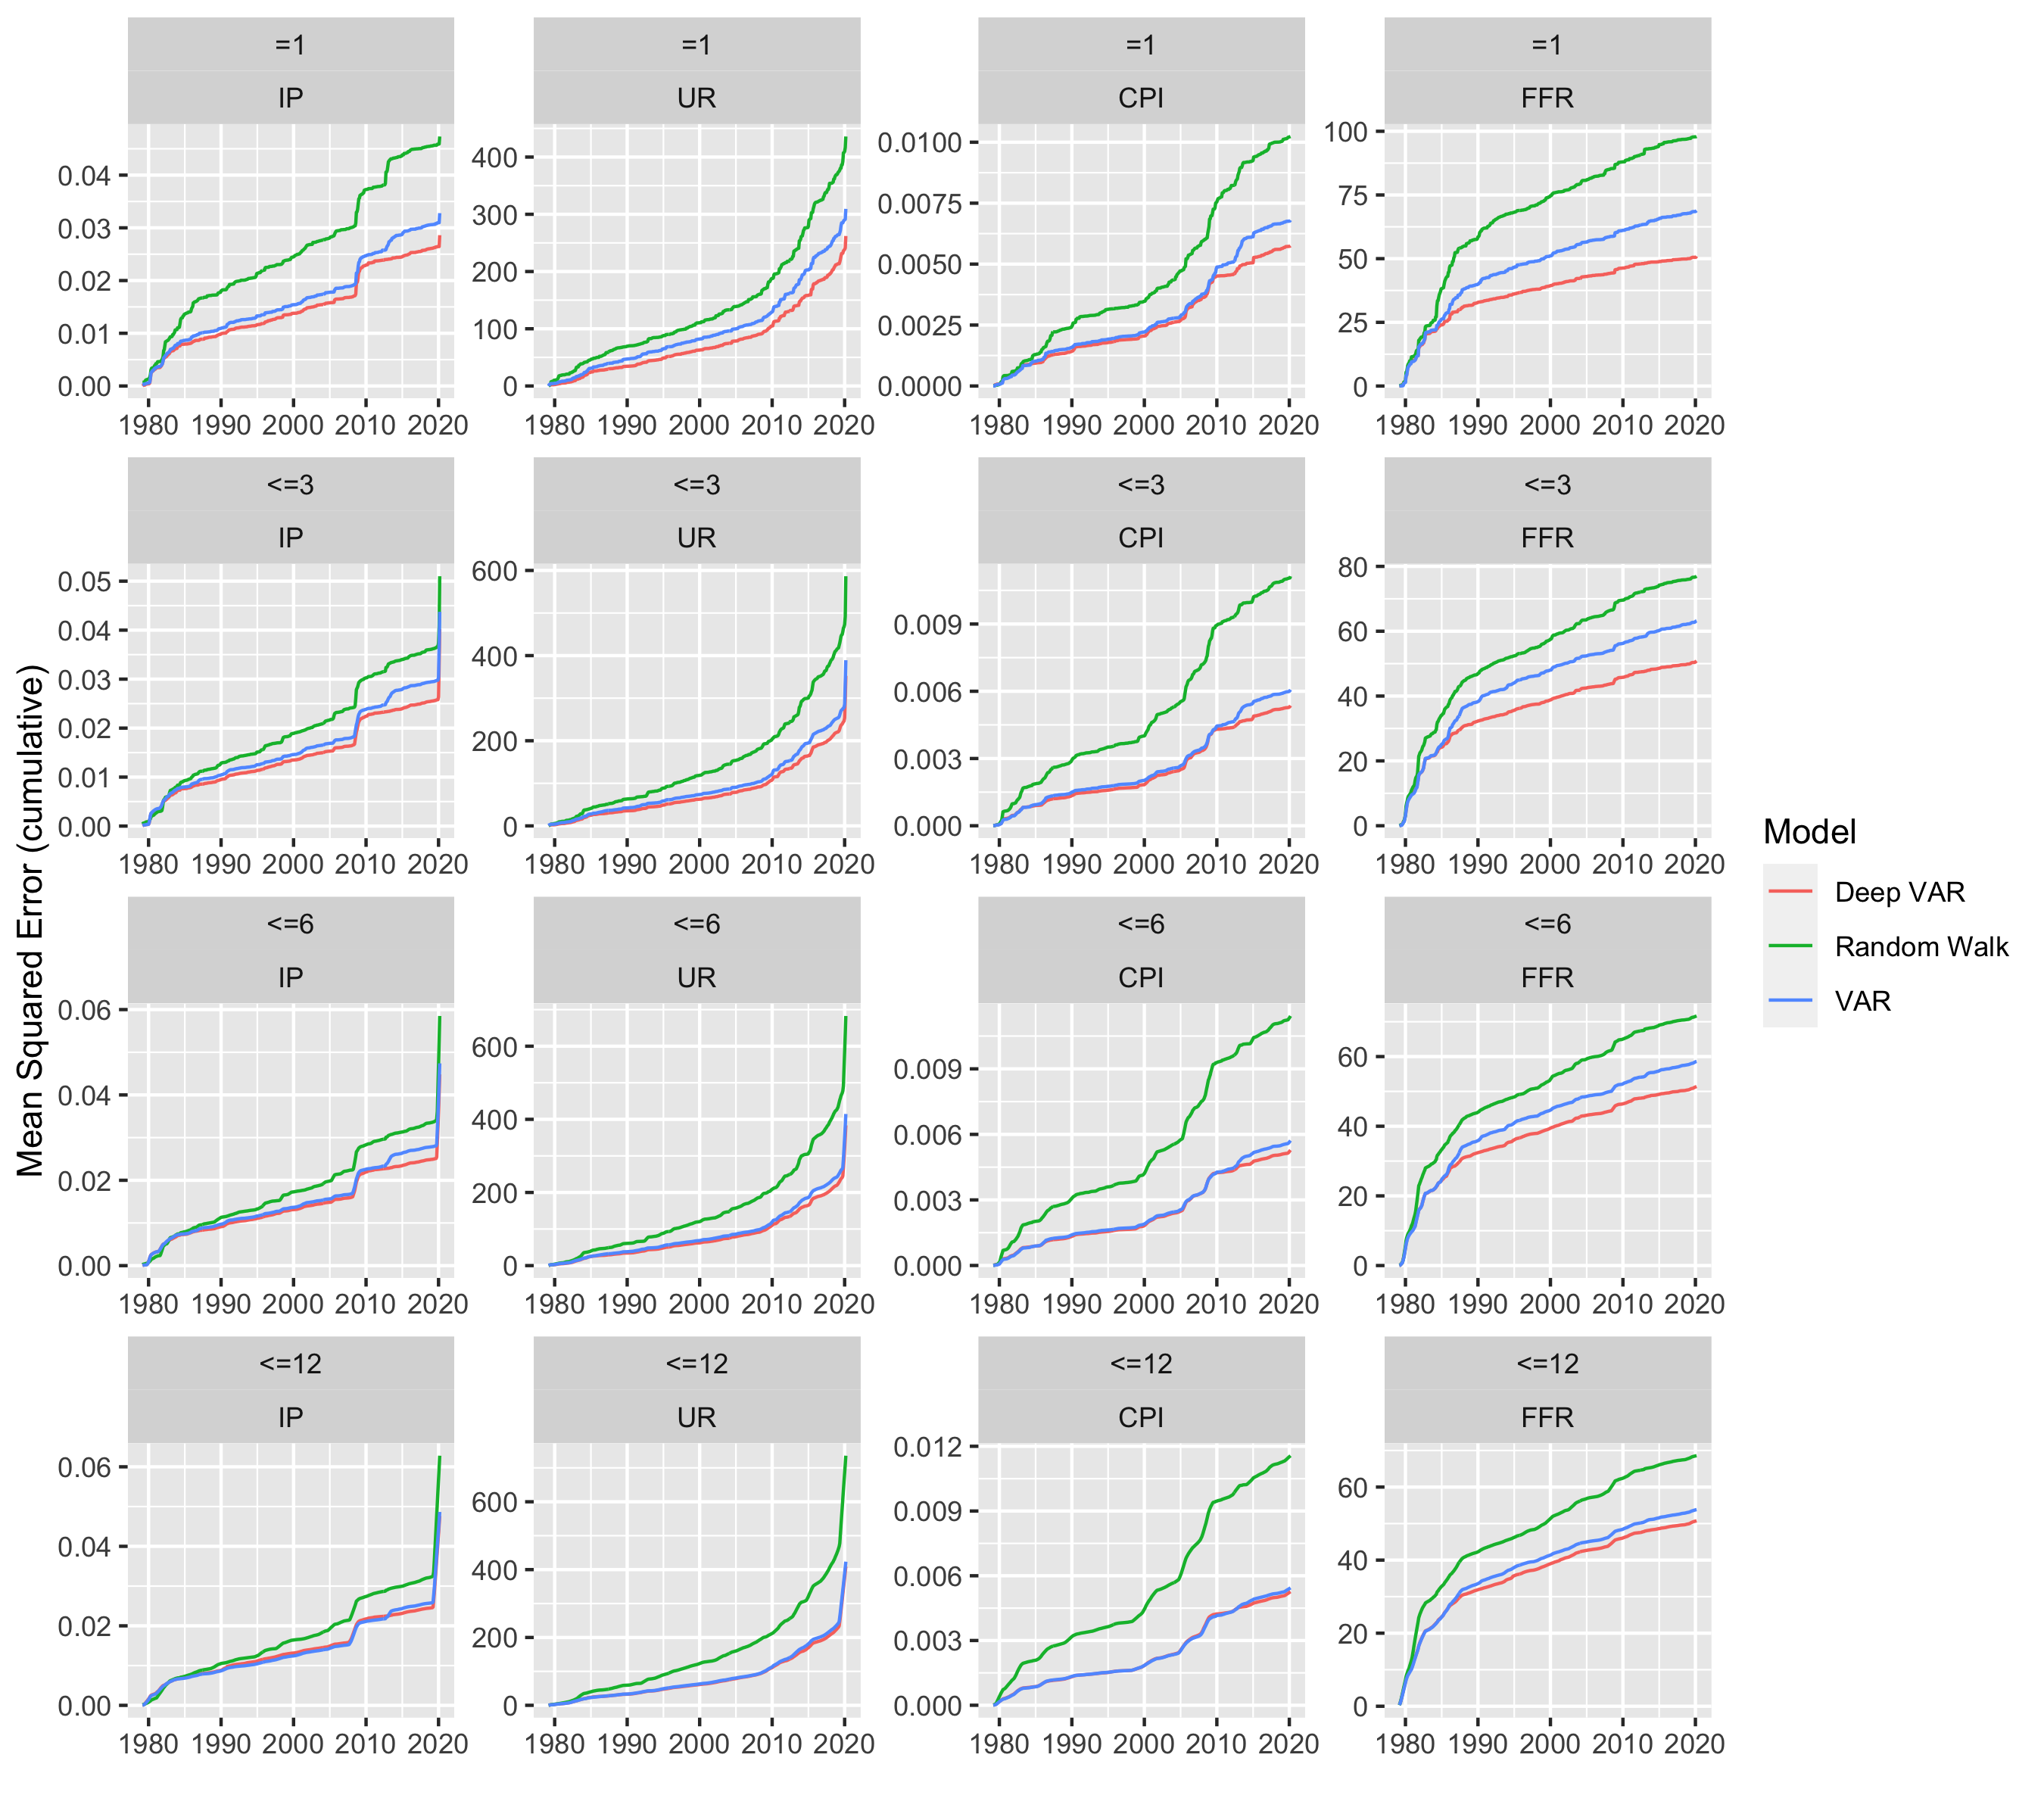 =1
=1
=1
=1
IP
UR
CPI
FFR
0.04
0.03
0.02
0.01
0.00
400
300
200
100
0
0.0100
0.0075
0.0050
0.0025
0.0000
100
75
50
25
0
1980 1990 2000 2010 2020
1980 1990 2000 2010 2020
1980 1990 2000 2010 2020
1980 1990 2000 2010 2020
<=3
<=3
<=3
<=3
IP
UR
CPI
FFR
0.05
0.04
0.03
0.02
0.01
0.00
600
400
200
0
0.009
0.006
0.003
0.000
80
60
40
20
0
1980 1990 2000 2010 2020
1980 1990 2000 2010 2020
1980 1990 2000 2010 2020
1980 1990 2000 2010 2020
<=6
<=6
<=6
<=6
IP
UR
CPI
FFR
0.06
0.04
0.02
0.00
600
400
200
0
0.009
0.006
0.003
0.000
60
40
20
0
1980 1990 2000 2010 2020
1980 1990 2000 2010 2020
1980 1990 2000 2010 2020
1980 1990 2000 2010 2020
<=12
<=12
<=12
<=12
IP
UR
CPI
FFR
0.06
0.04
0.02
0.00
600
400
200
0
0.012
0.009
0.006
0.003
0.000
60
40
20
0
1980 1990 2000 2010 2020
1980 1990 2000 2010 2020
1980 1990 2000 2010 2020
1980 1990 2000 2010 2020
Mean Squared Error (cumulative)
Model
Deep VAR
Random Walk
VAR